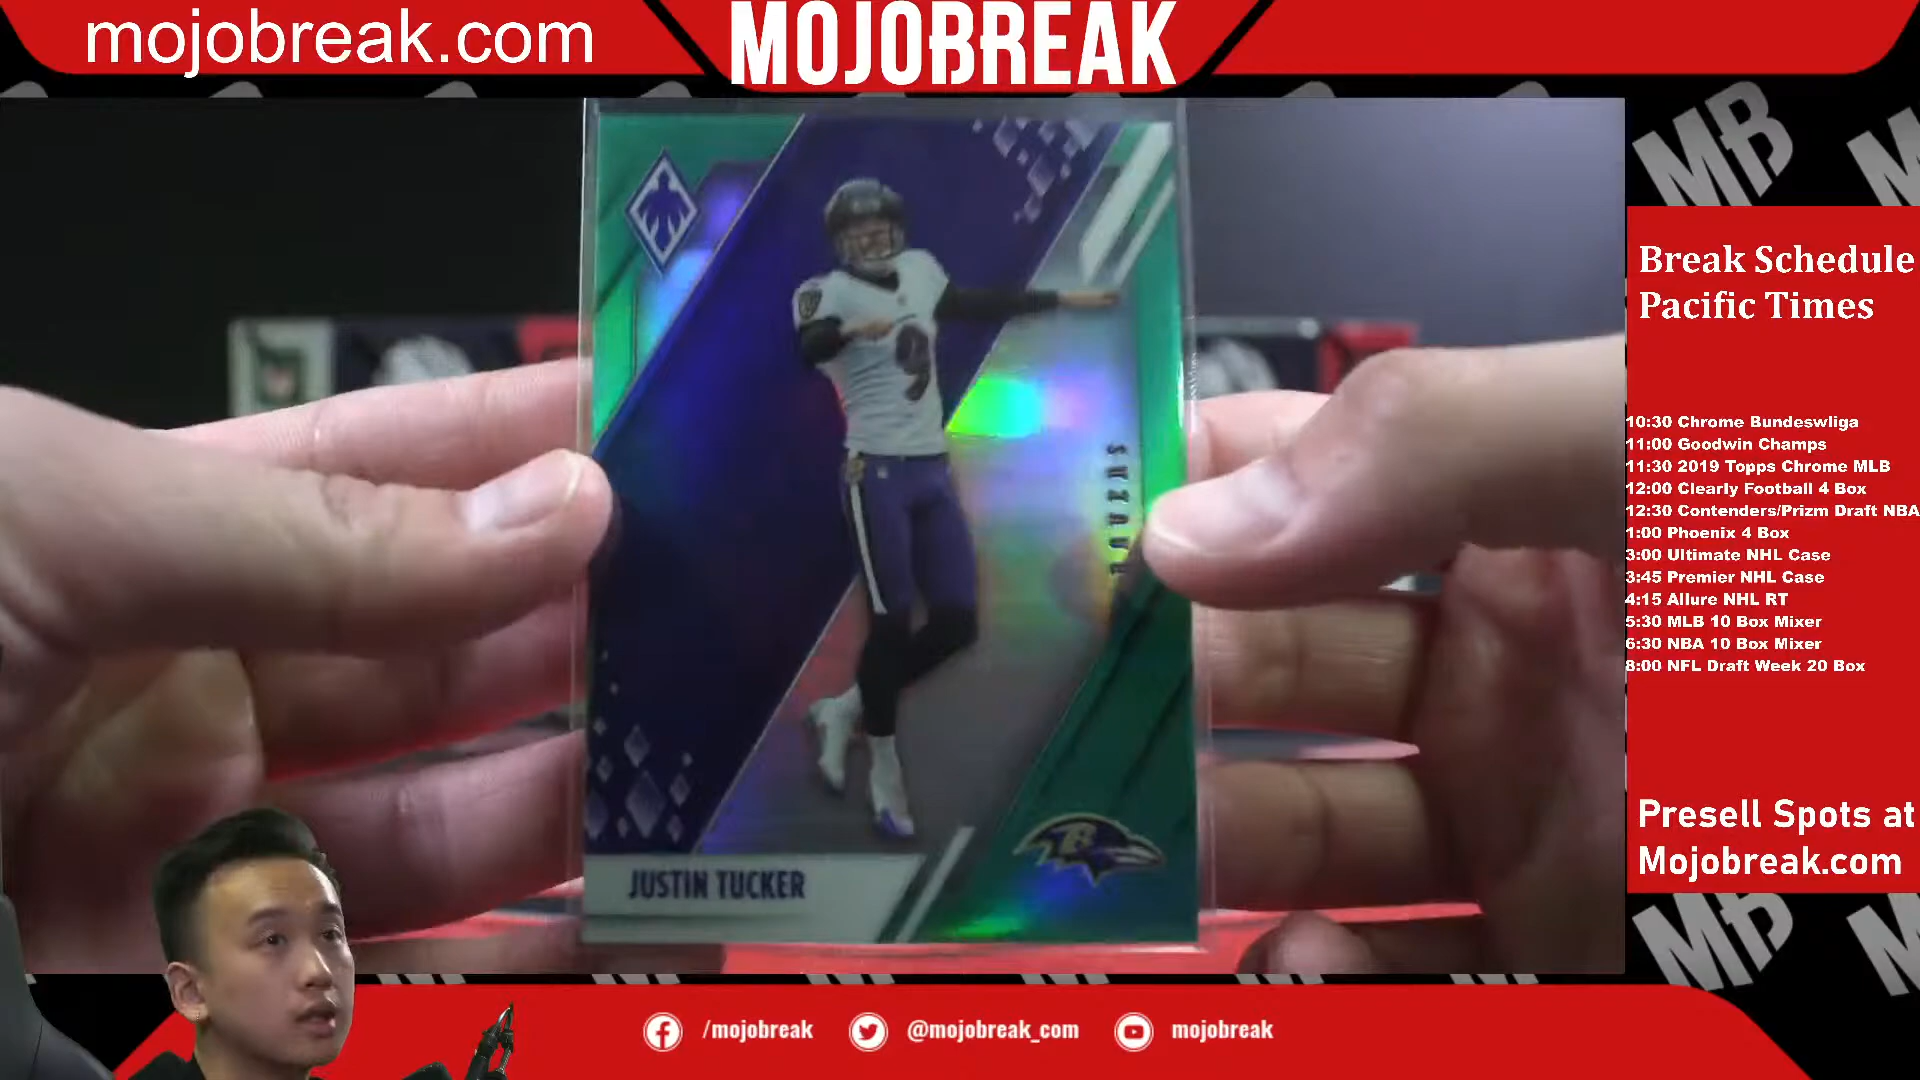 mojobreak.com
MOJOBREAK
Break Schedule
Pacific Times
10:30 Chrome Bundeswliga
11:00 Goodwin Champs
11:30 2019 Topps Chrome MLB
12:00 Clearly Football 4 Box
12:30 Contenders/Prizm Draft NBA
1:00 Phoenix 4 Box
3:00 Ultimate NHL Case
3:45 Premier NHL Case
4:15 Allure NHL RT
5:30 MLB 10 Box Mixer
6:30 NBA 10 Box Mixer
8:00 NFL Draft Week 20 Box
Presell Spots at
Mojobreak.com
9
JUSTIN TUCKER
B
MB
MB
/mojobreak
@mojobreak_com
mojobreak